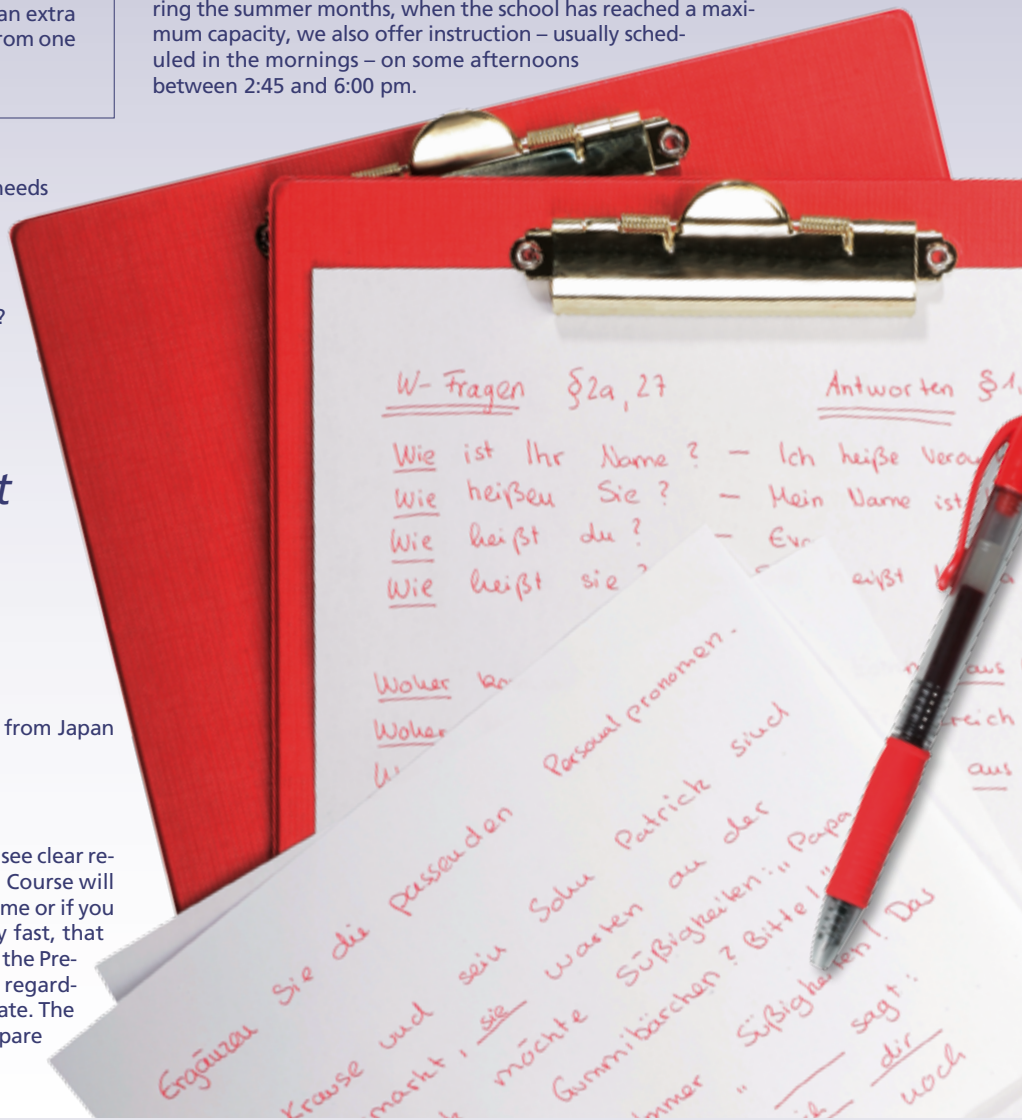 an extra
rom one
ring the summer months, when the school has reached a maxi-
mum capacity, we also offer instruction – usually sched-
uled in the mornings – on some afternoons
between 2:45 and 6:00 pm.
needs
?
t
from Japan
see clear re-
Course will
me or if you
y fast, that
the Pre-
regard-
ate. The
pare
W- Fragen §2a, 27 Antworten §1,
Wie ist Ihr Name? – Ich heiße
Wie heißen Sie? – Mein Name ist
Wie heißt du? –
Wie heißt sie? eißt
Woher
Woher reich
aus
aus
Ergänzen Sie die passenden Personalpronomen.
Krause und sein Sohn Patrick sind
markt, sie warten an der
möchte Süßigkeiten: „Papa
Gummibärchen? Bitte!"
mmer Süßigkeiten! Das
„ ____ sagt:
dir
noch